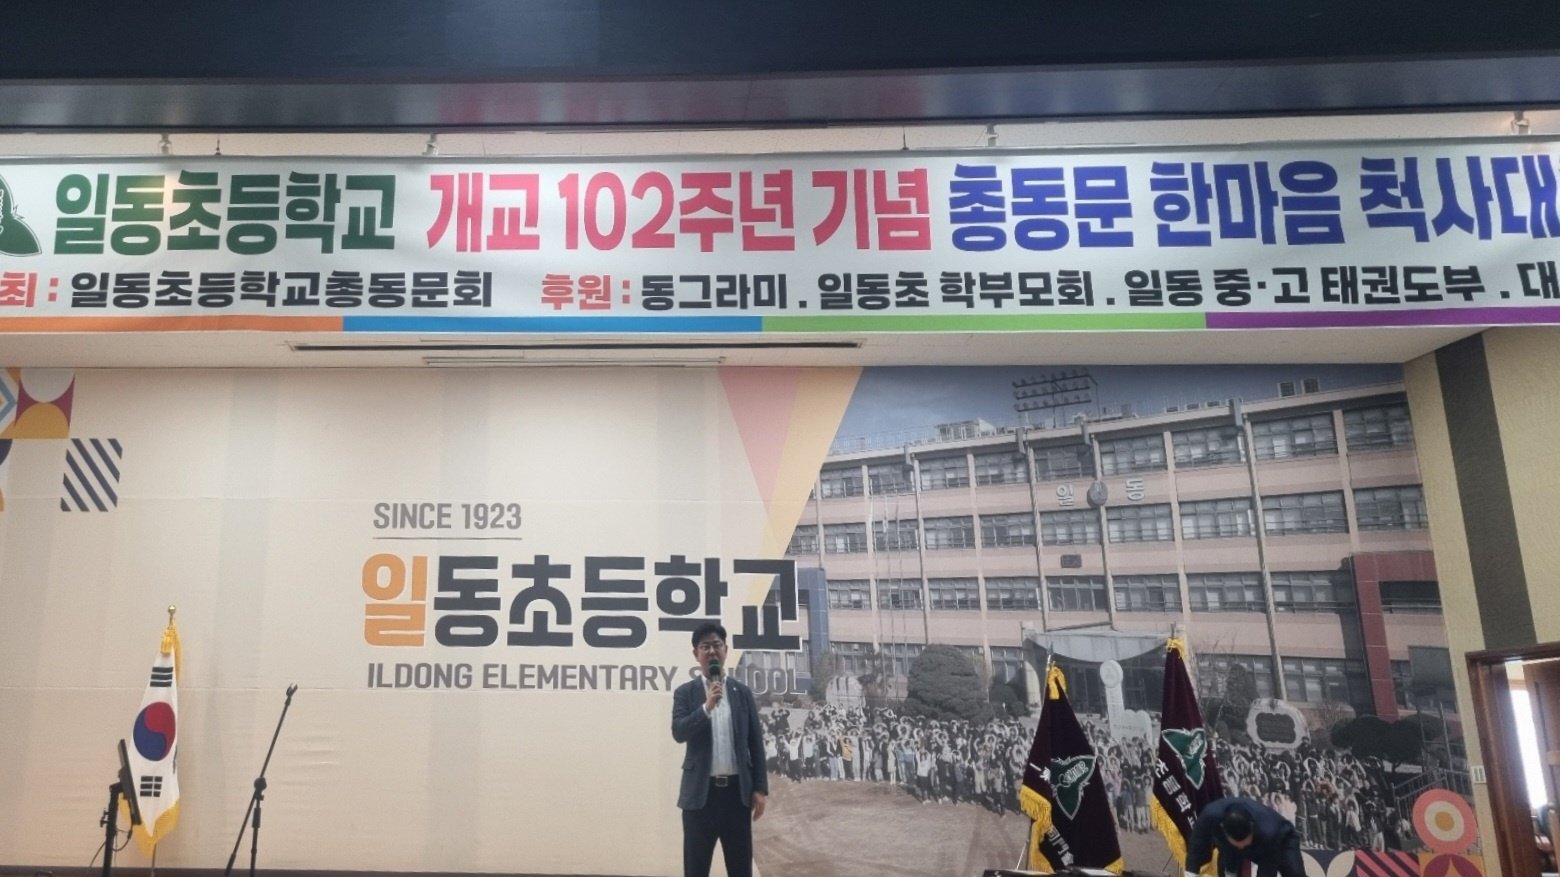 일동초등학교 개교 102주년 기념 총동문 한마음 척사대
최 : 일동초등학교총동문회 후원 : 동그라미 . 일동초 학부모회 . 일동 중·고 태권도부 . 대
SINCE 1923
일동초등학교
ILDONG ELEMENTARY SCHOOL
일 동